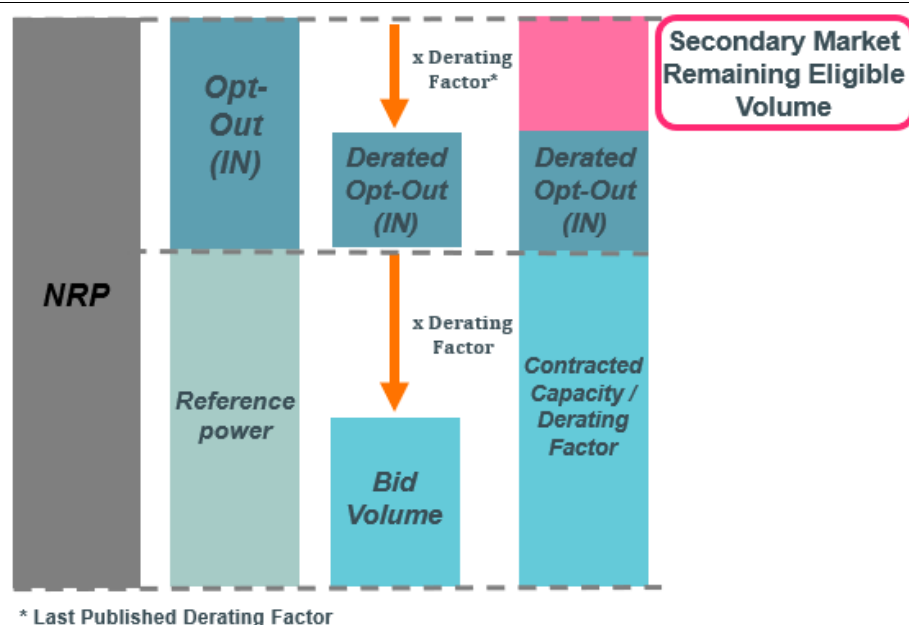 NRP
Opt-
Out
(IN)
Reference
power
x Derating
Factor*
Derated
Opt-Out
(IN)
x Derating
Factor
Bid
Volume
Derated
Opt-Out
(IN)
Contracted
Capacity /
Derating
Factor
Secondary Market
Remaining Eligible
Volume
* Last Published Derating Factor